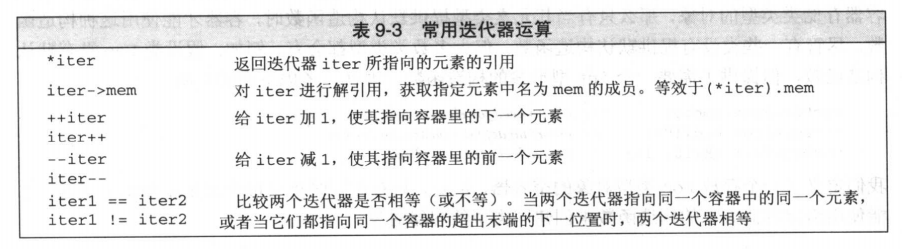 表 9-3 常用迭代器运算
*iter 返回迭代器 iter 所指向的元素的引用
iter->mem 对 iter 进行解引用，获取指定元素中名为 mem 的成员。等效于(*iter).mem
++iter 给 iter 加 1，使其指向容器里的下一个元素
iter++
--iter 给 iter 减 1，使其指向容器里的前一个元素
iter--
iter1 == iter2 比较两个迭代器是否相等（或不等）。当两个迭代器指向同一个容器中的同一个元素，
iter1 != iter2 或者当它们都指向同一个容器的超出末端的下一位置时，两个迭代器相等